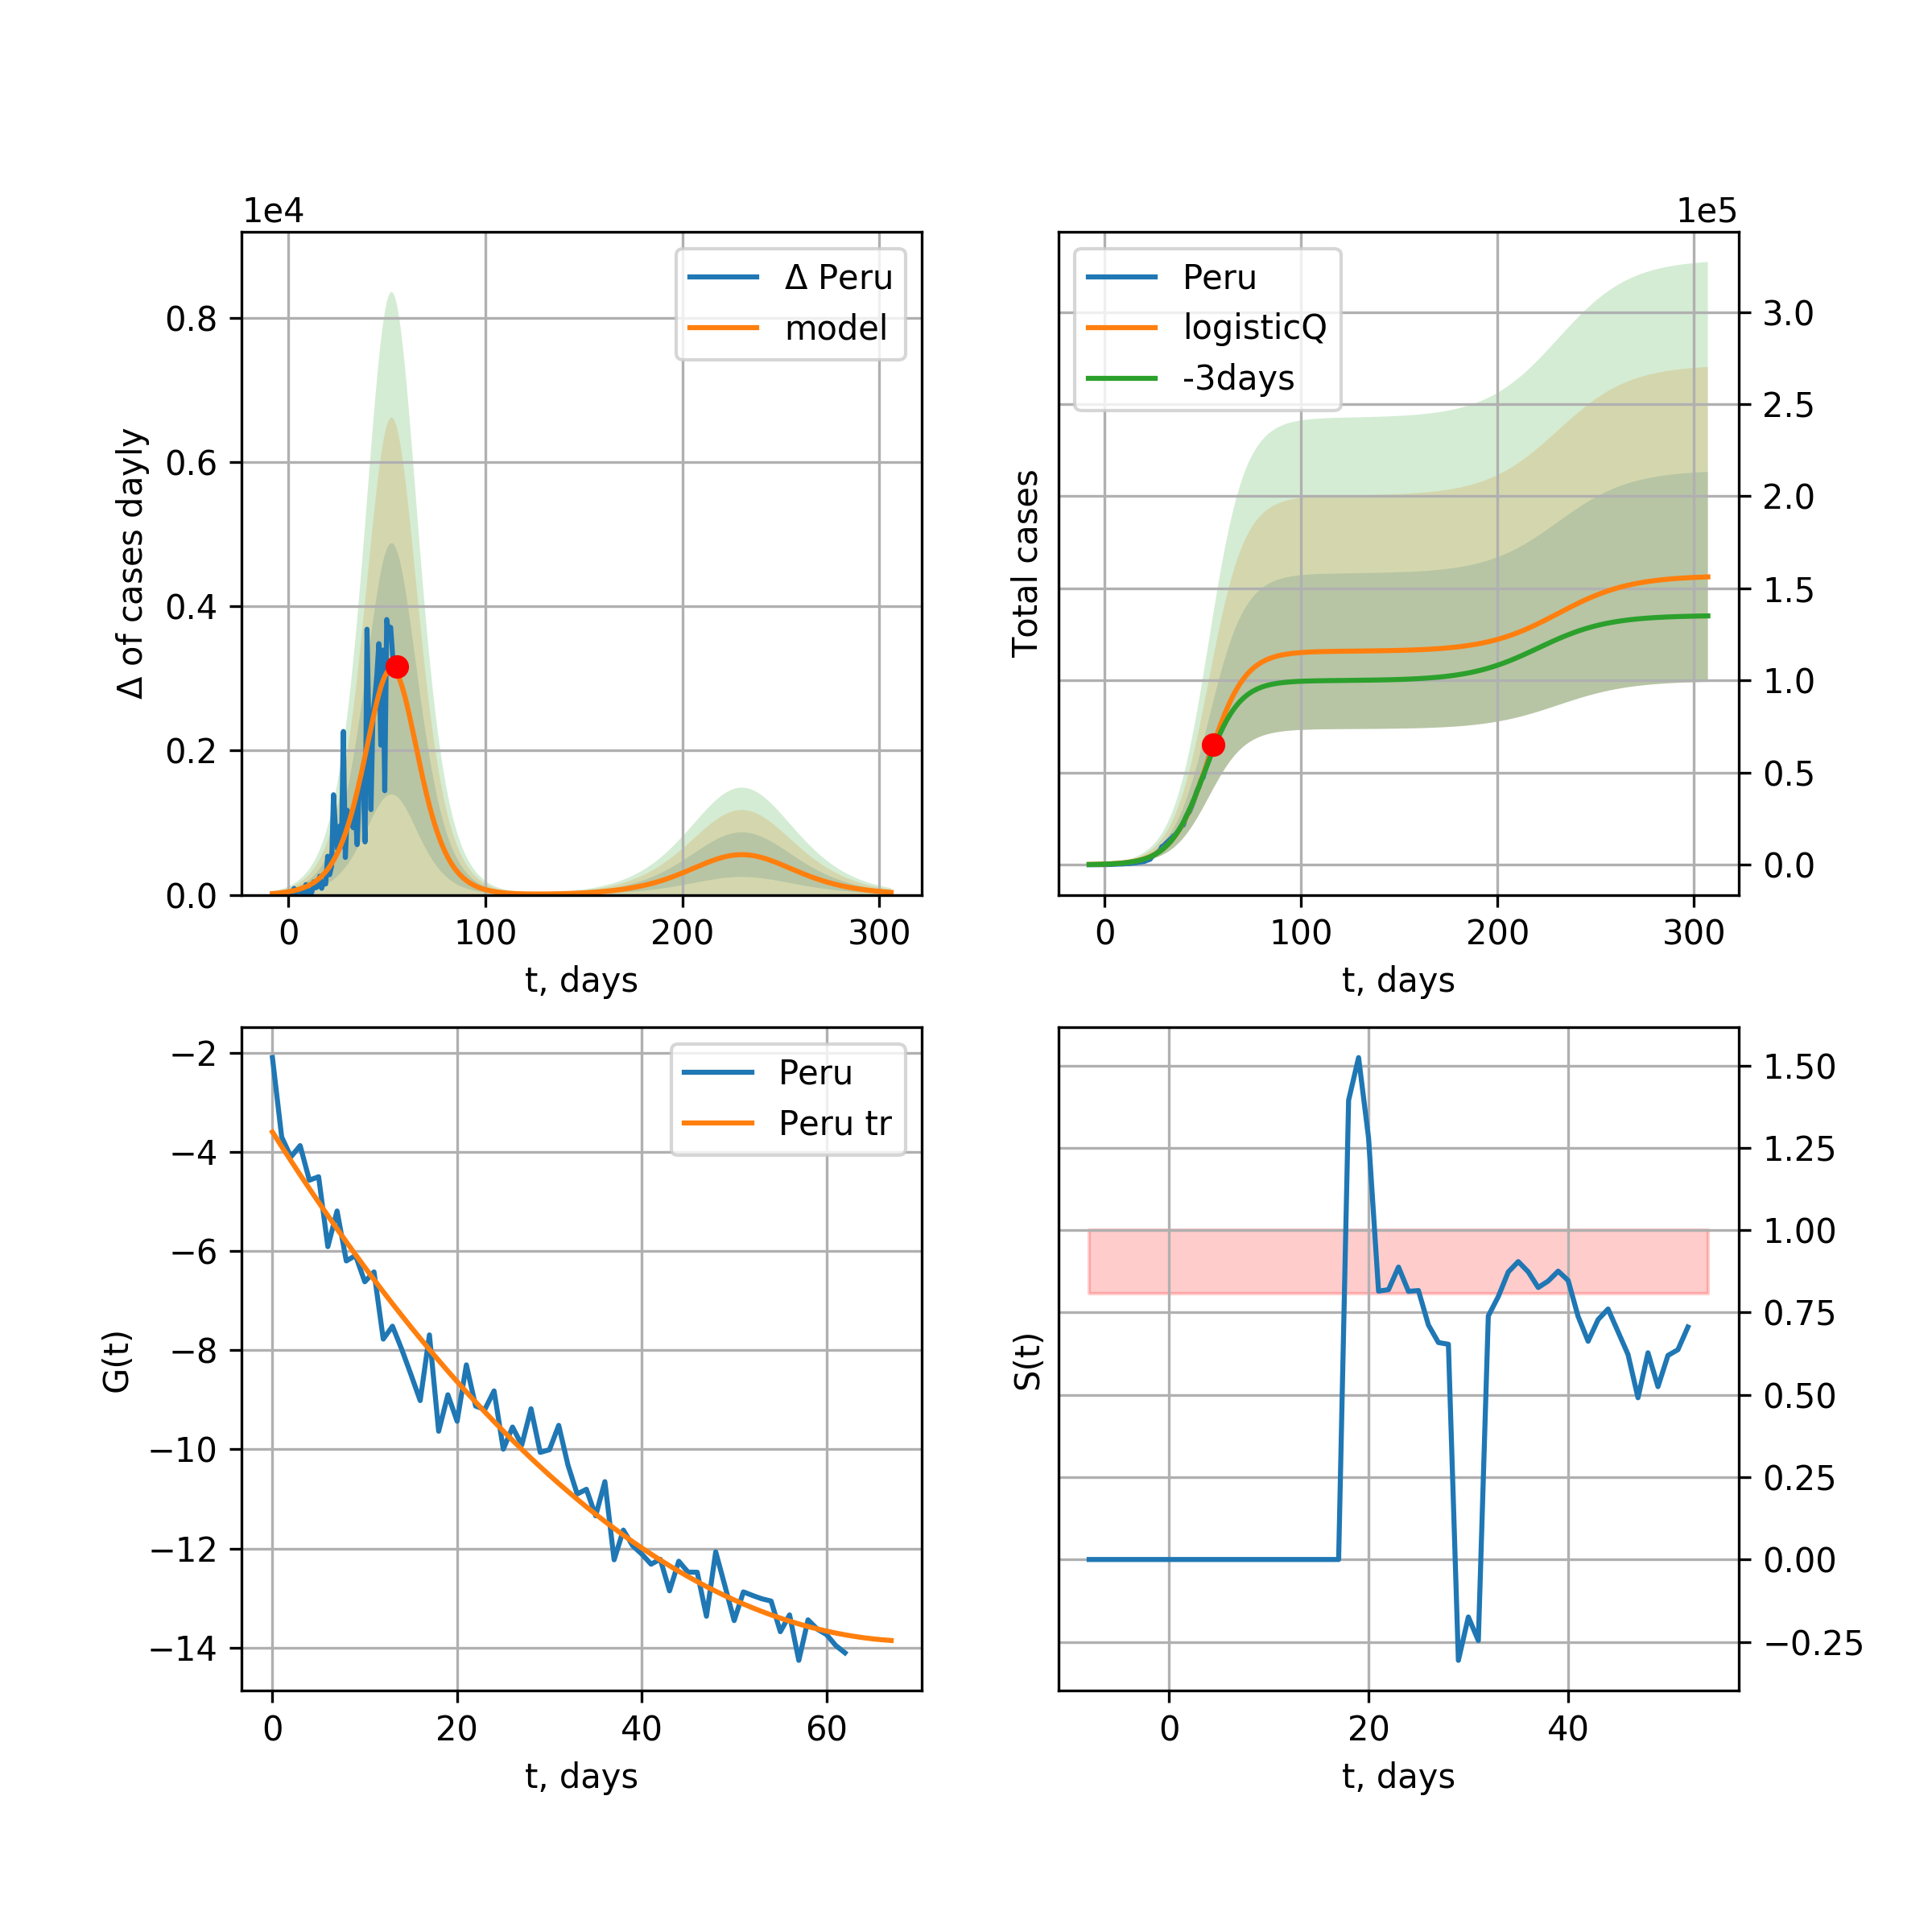 1e4
Δ Peru
model
0.8
0.6
0.4
0.2
0.0
Δ of cases dayly
0 100 200 300
t, days
1e5
Peru
logisticQ
-3days
3.0
2.5
2.0
1.5
1.0
0.5
0.0
Total cases
0 100 200 300
t, days
Peru
Peru tr
−2
−4
−6
−8
−10
−12
−14
G(t)
0 20 40 60
t, days
1.50
1.25
1.00
0.75
0.50
0.25
0.00
−0.25
S(t)
0 20 40
t, days